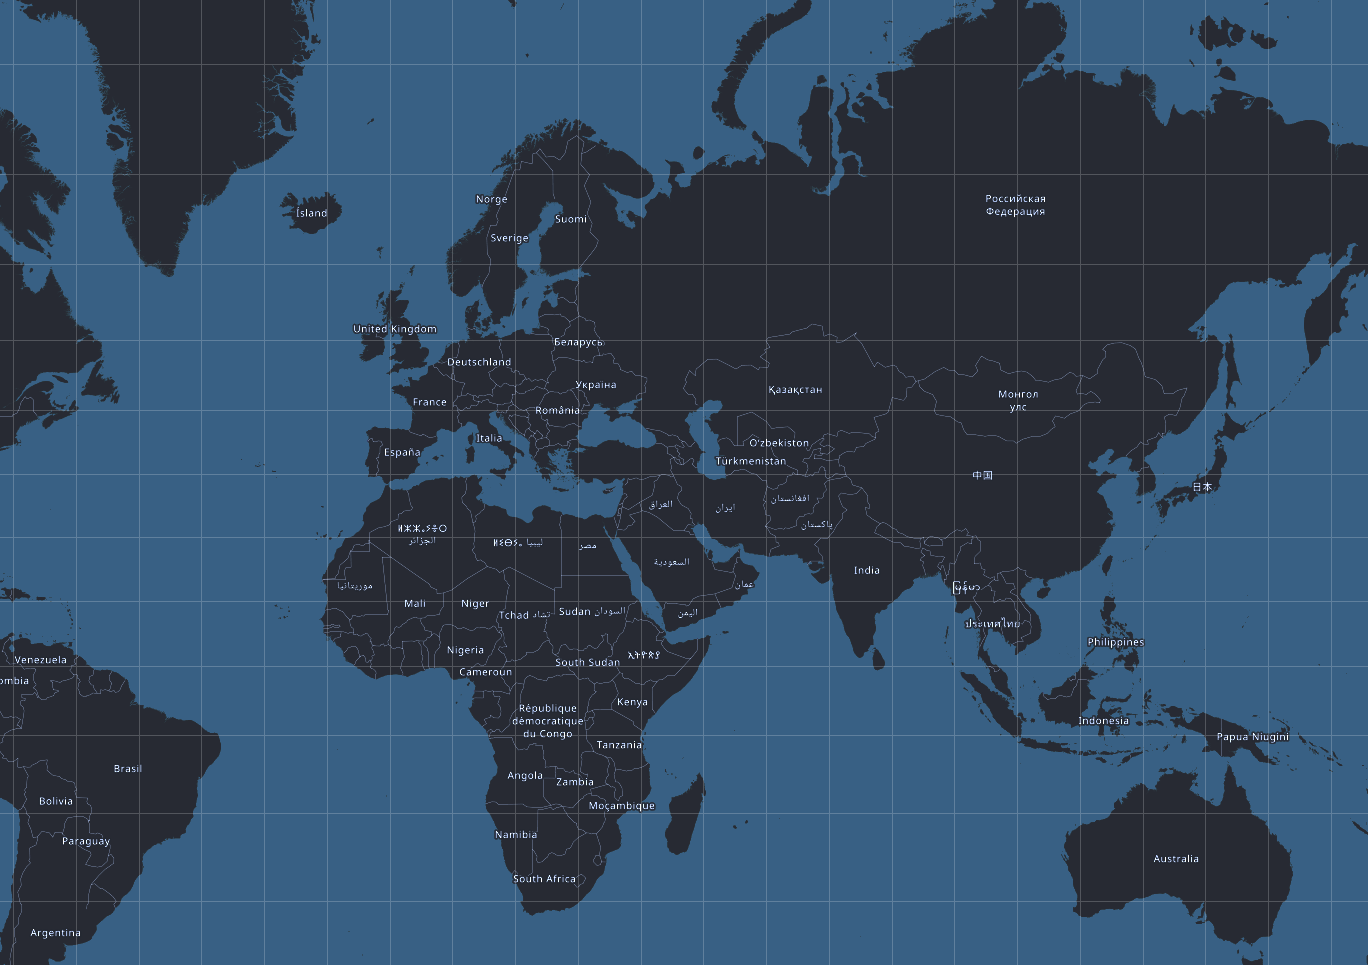 Российская
Федерация
Norge
Ísland
Suomi
Sverige
United Kingdom
Беларусь
Deutschland
Україна
Қазақстан
Монгол
улс
France
România
Italia
Oʻzbekiston
España
Türkmenistan
中国
日本
افغانستان
العراق
ایران
پاکستان
ⵍⵣⵣⴰⵢⴻⵔ
الجزائر
ⵍⵉⴱⵢⴰ ليبيا
مصر
السعودية
India
عمان
موريتانيا
မြန်မာ
Mali
Niger
Tchad تشاد
Sudan السودان
اليمن
ประเทศไทย
Philippines
Nigeria
ኢትዮጵያ
Venezuela
South Sudan
Cameroun
ombia
Kenya
République
démocratique
du Congo
Indonesia
Papua Niugini
Tanzania
Brasil
Angola
Zambia
Bolivia
Moçambique
Namibia
Paraguay
Australia
South Africa
Argentina